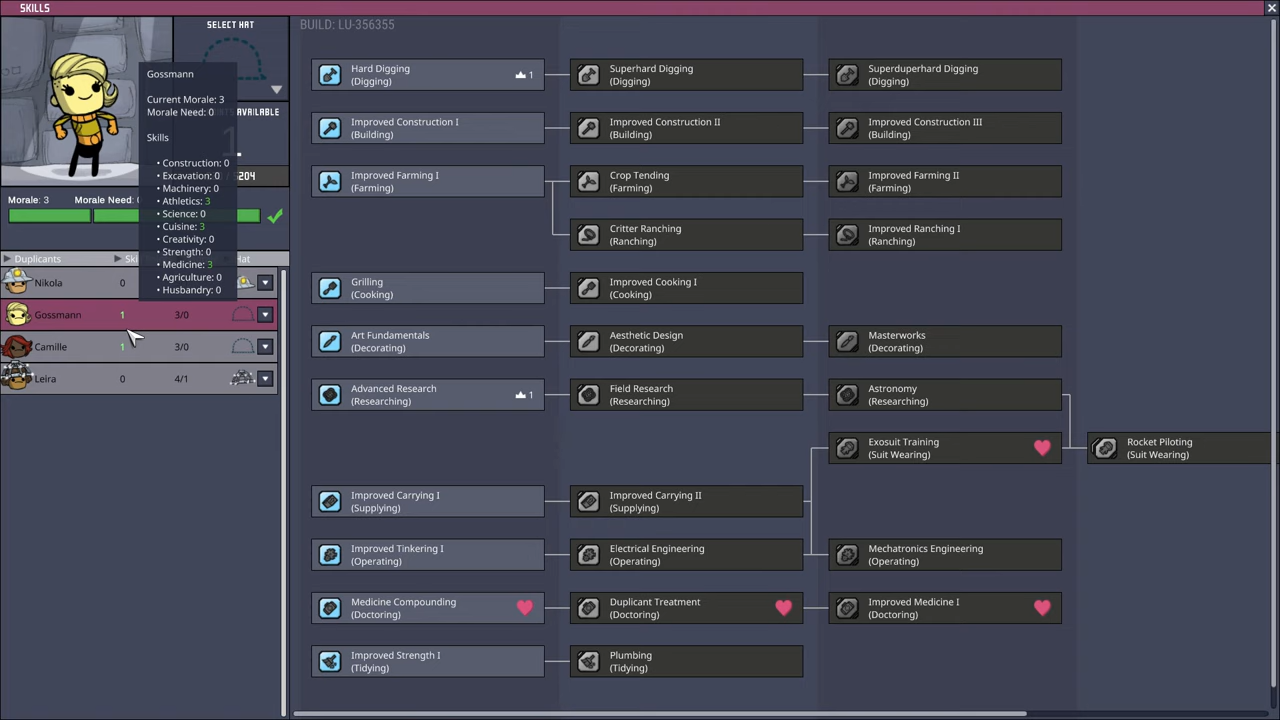 SKILLS
SELECT HAT
BUILD: LU-356355
Gossmann
Current Morale: 3
Morale Need: 0
Skills
• Construction: 0
• Excavation: 0
• Machinery: 0
• Athletics: 3
• Science: 0
• Cuisine: 3
• Creativity: 0
• Strength: 0
• Medicine: 3
• Agriculture: 0
• Husbandry: 0
AVAILABLE
Morale: 3
Morale Need:
Duplicants
Nikola 0
Gossmann 1 3/0
Camille 1 3/0
Leira 0 4/1
Hard Digging
(Digging)
1
Superhard Digging
(Digging)
Superduperhard Digging
(Digging)
Improved Construction I
(Building)
Improved Construction II
(Building)
Improved Construction III
(Building)
Improved Farming I
(Farming)
Crop Tending
(Farming)
Improved Farming II
(Farming)
Critter Ranching
(Ranching)
Improved Ranching I
(Ranching)
Grilling
(Cooking)
Improved Cooking I
(Cooking)
Art Fundamentals
(Decorating)
Aesthetic Design
(Decorating)
Masterworks
(Decorating)
Advanced Research
(Researching)
1
Field Research
(Researching)
Astronomy
(Researching)
Exosuit Training
(Suit Wearing)
Rocket Piloting
(Suit Wearing)
Improved Carrying I
(Supplying)
Improved Carrying II
(Supplying)
Improved Tinkering I
(Operating)
Electrical Engineering
(Operating)
Mechatronics Engineering
(Operating)
Medicine Compounding
(Doctoring)
Duplicant Treatment
(Doctoring)
Improved Medicine I
(Doctoring)
Improved Strength I
(Tidying)
Plumbing
(Tidying)